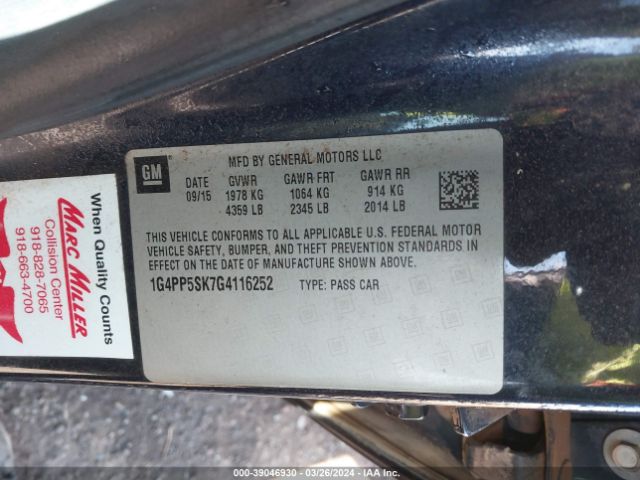 GM
MFD BY GENERAL MOTORS LLC
DATE GVWR GAWR FRT GAWR RR
09/15 1978 KG 1064 KG 914 KG
4359 LB 2345 LB 2014 LB
THIS VEHICLE CONFORMS TO ALL APPLICABLE U.S. FEDERAL MOTOR
VEHICLE SAFETY, BUMPER, AND THEFT PREVENTION STANDARDS IN
EFFECT ON THE DATE OF MANUFACTURE SHOWN ABOVE.
1G4PP5SK7G4116252 TYPE: PASS CAR
When Quality Counts
MARC MILLER
Collision Center
918-828-7065
918-663-4700
000-39046930 - 03/26/2024 - IAA Inc.